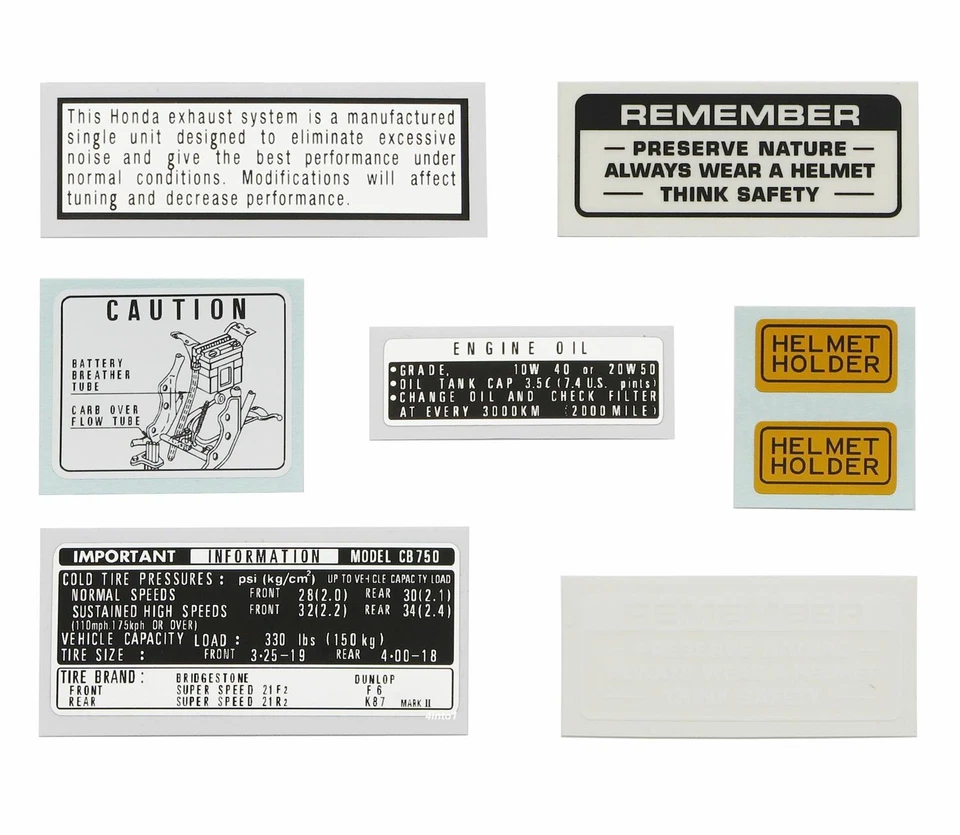 This Honda exhaust system is a manufactured
single unit designed to eliminate excessive
noise and give the best performance under
normal conditions. Modifications will affect
tuning and decrease performance.
REMEMBER
— PRESERVE NATURE —
ALWAYS WEAR A HELMET
— THINK SAFETY —
CAUTION
BATTERY
BREATHER
TUBE
CARB OVER
FLOW TUBE
ENGINE OIL
•GRADE, 10W 40 or 20W50
•OIL TANK CAP 3.5ℓ (7.4 U.S. pints)
•CHANGE OIL AND CHECK FILTER
AT EVERY 3000KM (2000 MILE)
HELMET
HOLDER
HELMET
HOLDER
IMPORTANT INFORMATION MODEL CB750
COLD TIRE PRESSURES: psi (kg/cm²) UP TO VEHICLE CAPACITY LOAD
NORMAL SPEEDS FRONT 28(2.0) REAR 30(2.1)
SUSTAINED HIGH SPEEDS FRONT 32(2.2) REAR 34(2.4)
(110mph.175kph OR OVER)
VEHICLE CAPACITY LOAD: 330 lbs (150 kg)
TIRE SIZE : FRONT 3·25-19 REAR 4·00-18
TIRE BRAND: BRIDGESTONE DUNLOP
FRONT SUPER SPEED 21F2 F6
REAR SUPER SPEED 21R2 K87 MARK II
4into1
REMEMBER